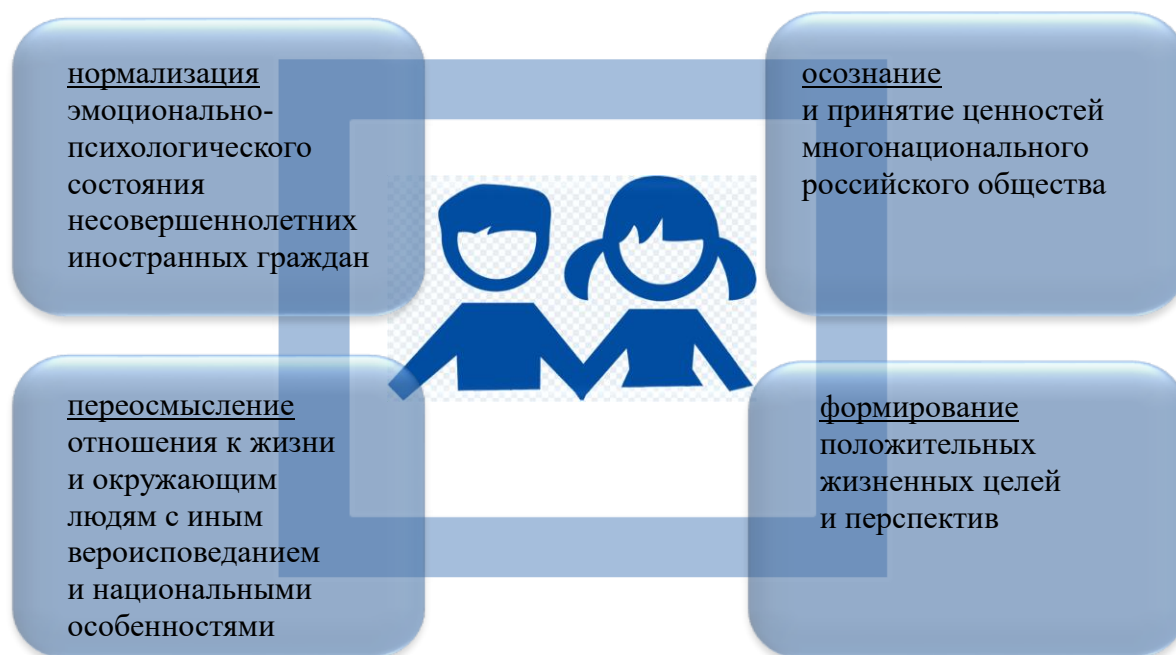 нормализация
эмоционально-
психологического
состояния
несовершеннолетних
иностранных граждан
осознание
и принятие ценностей
многонационального
российского общества
переосмысление
отношения к жизни
и окружающим
людям с иным
вероисповеданием
и национальными
особенностями
формирование
положительных
жизненных целей
и перспектив